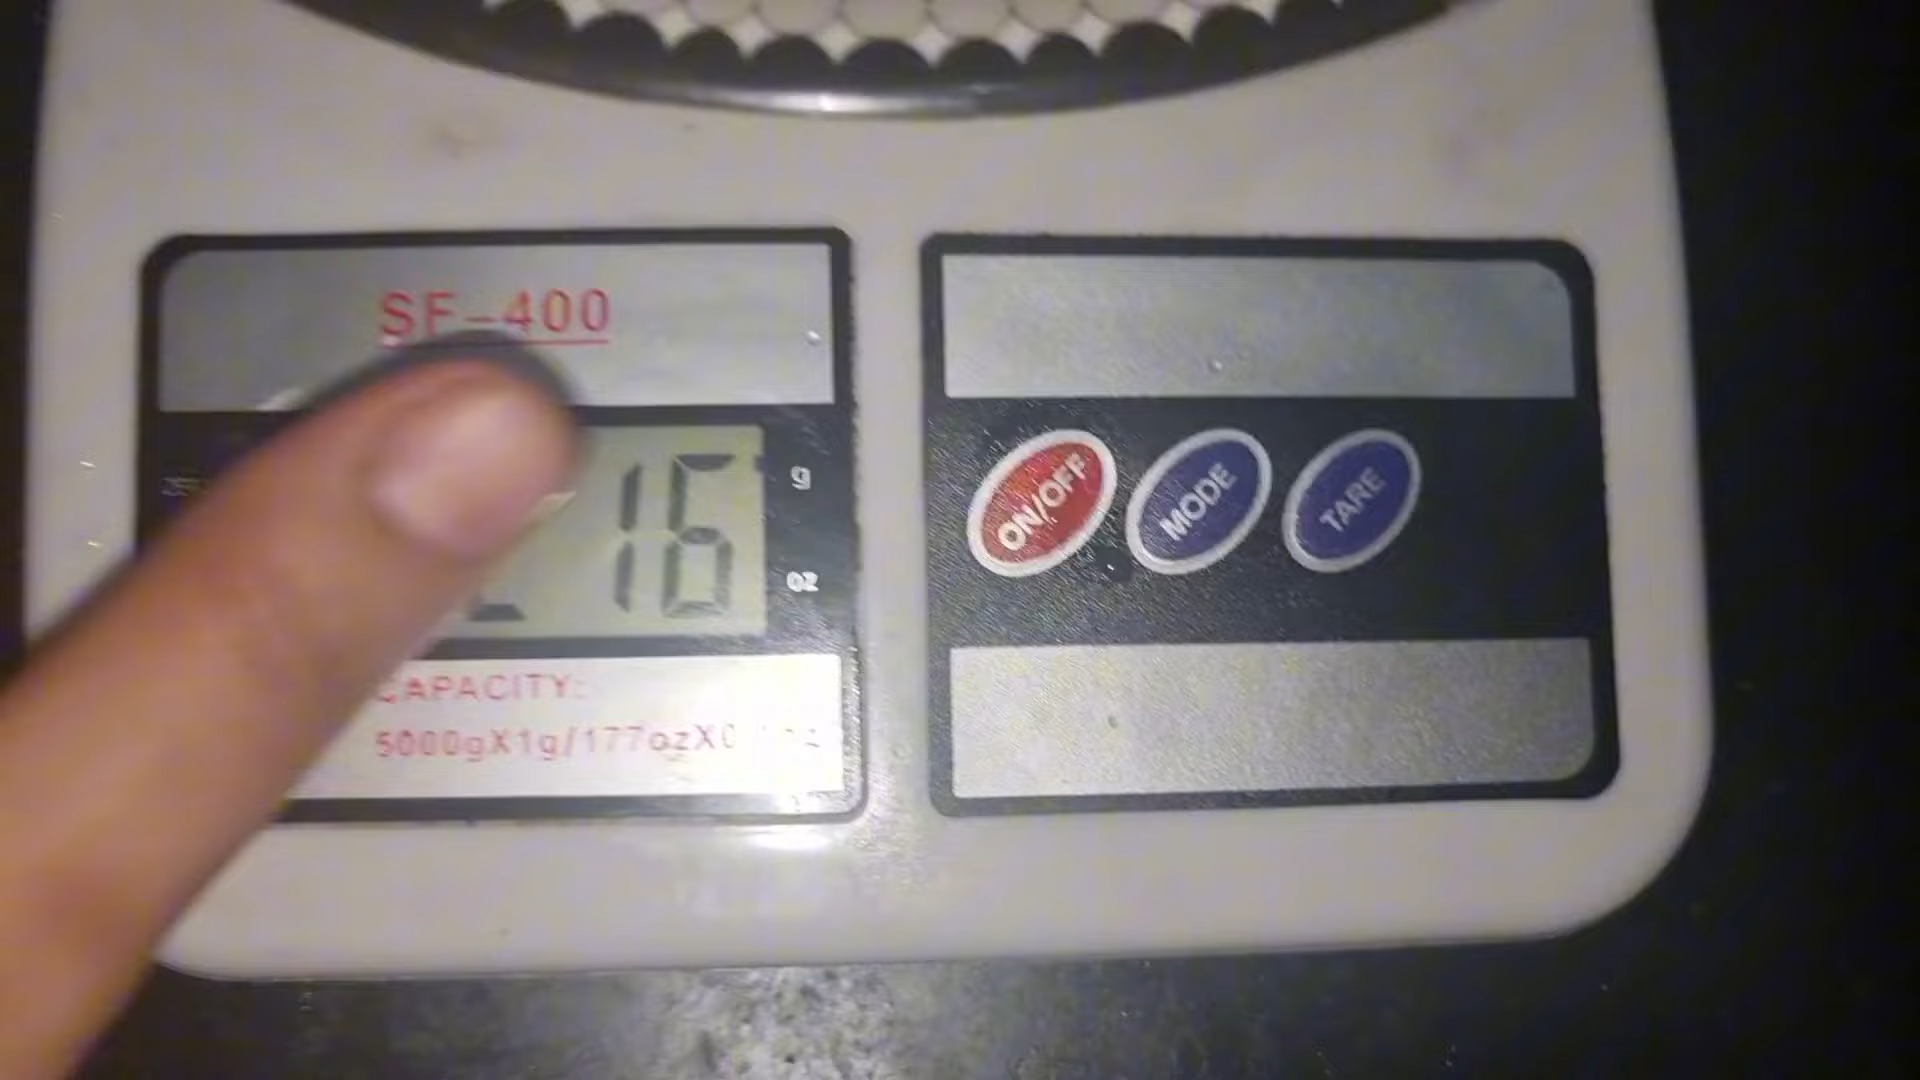 SF-400
16
g
oz
CAPACITY:
5000gX1g/177ozX0
ON/OFF
MODE
TARE